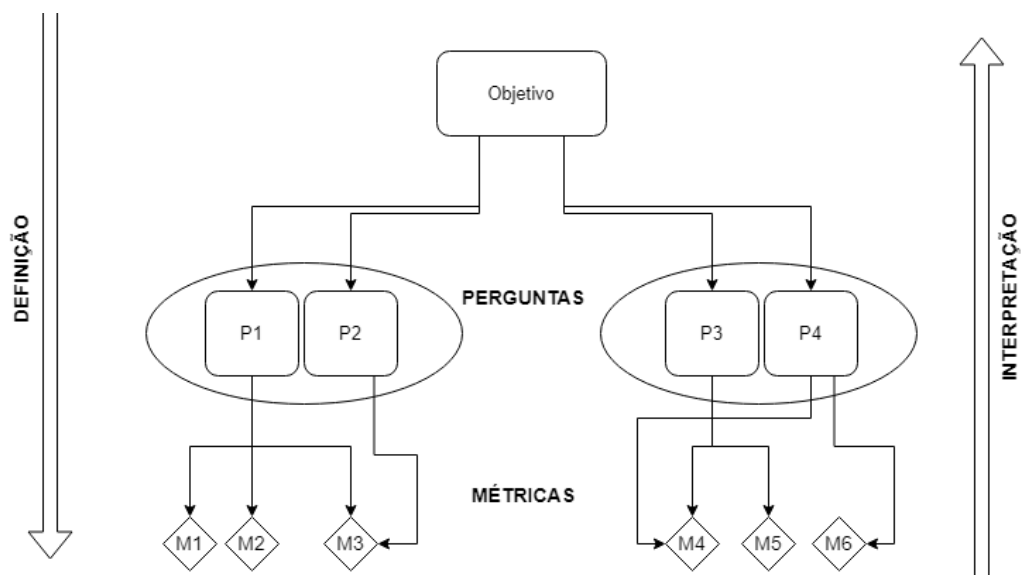 Objetivo
DEFINIÇÃO
INTERPRETAÇÃO
PERGUNTAS
P1
P2
P3
P4
MÉTRICAS
M1
M2
M3
M4
M5
M6